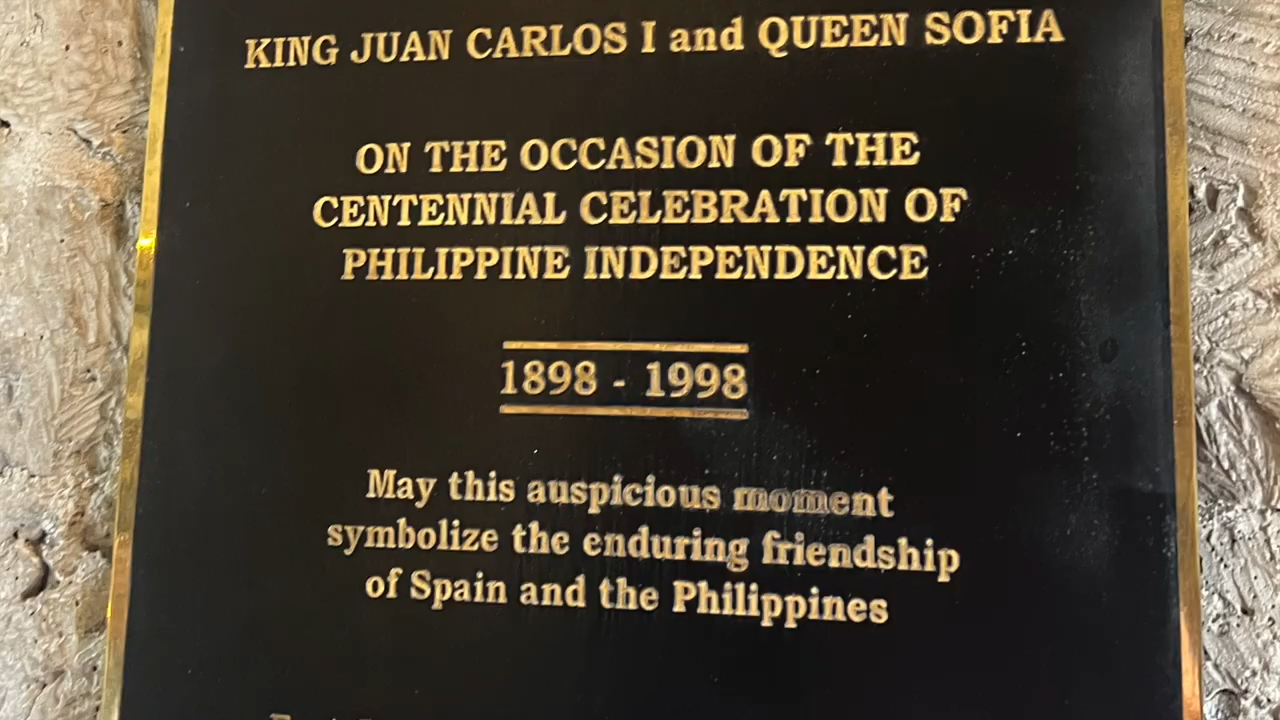 KING JUAN CARLOS I and QUEEN SOFIA
ON THE OCCASION OF THE
CENTENNIAL CELEBRATION OF
PHILIPPINE INDEPENDENCE
1898 - 1998
May this auspicious moment
symbolize the enduring friendship
of Spain and the Philippines